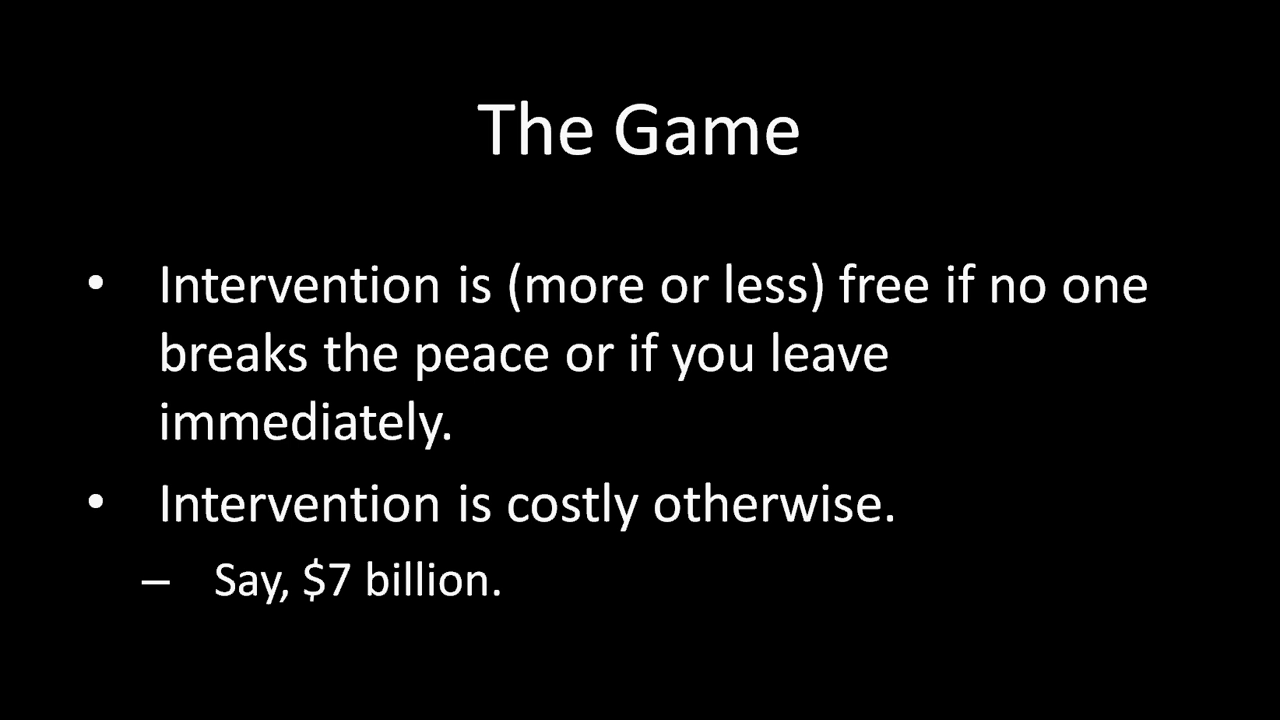 The Game
• Intervention is (more or less) free if no one
breaks the peace or if you leave
immediately.
• Intervention is costly otherwise.
– Say, $7 billion.